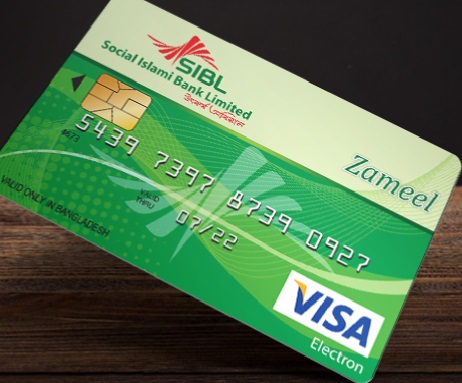 SIBL
Social Islami Bank Limited
Zameel
5439 7397 8739 0927
VALID ONLY IN BANGLADESH
VALID
THRU
07/22
VISA
Electron